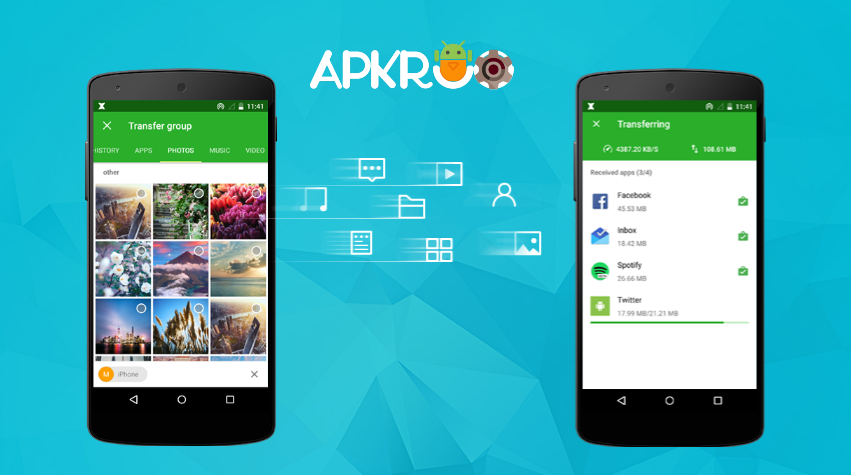 APKROO
11:41
Transfer group
HISTORY APPS PHOTOS MUSIC VIDEO
other
M iPhone
11:41
Transferring
4387.20 KB/S 108.61 MB
Received apps (3/4)
Facebook
45.53 MB
Inbox
18.42 MB
Spotify
26.66 MB
Twitter
17.99 MB/21.21 MB